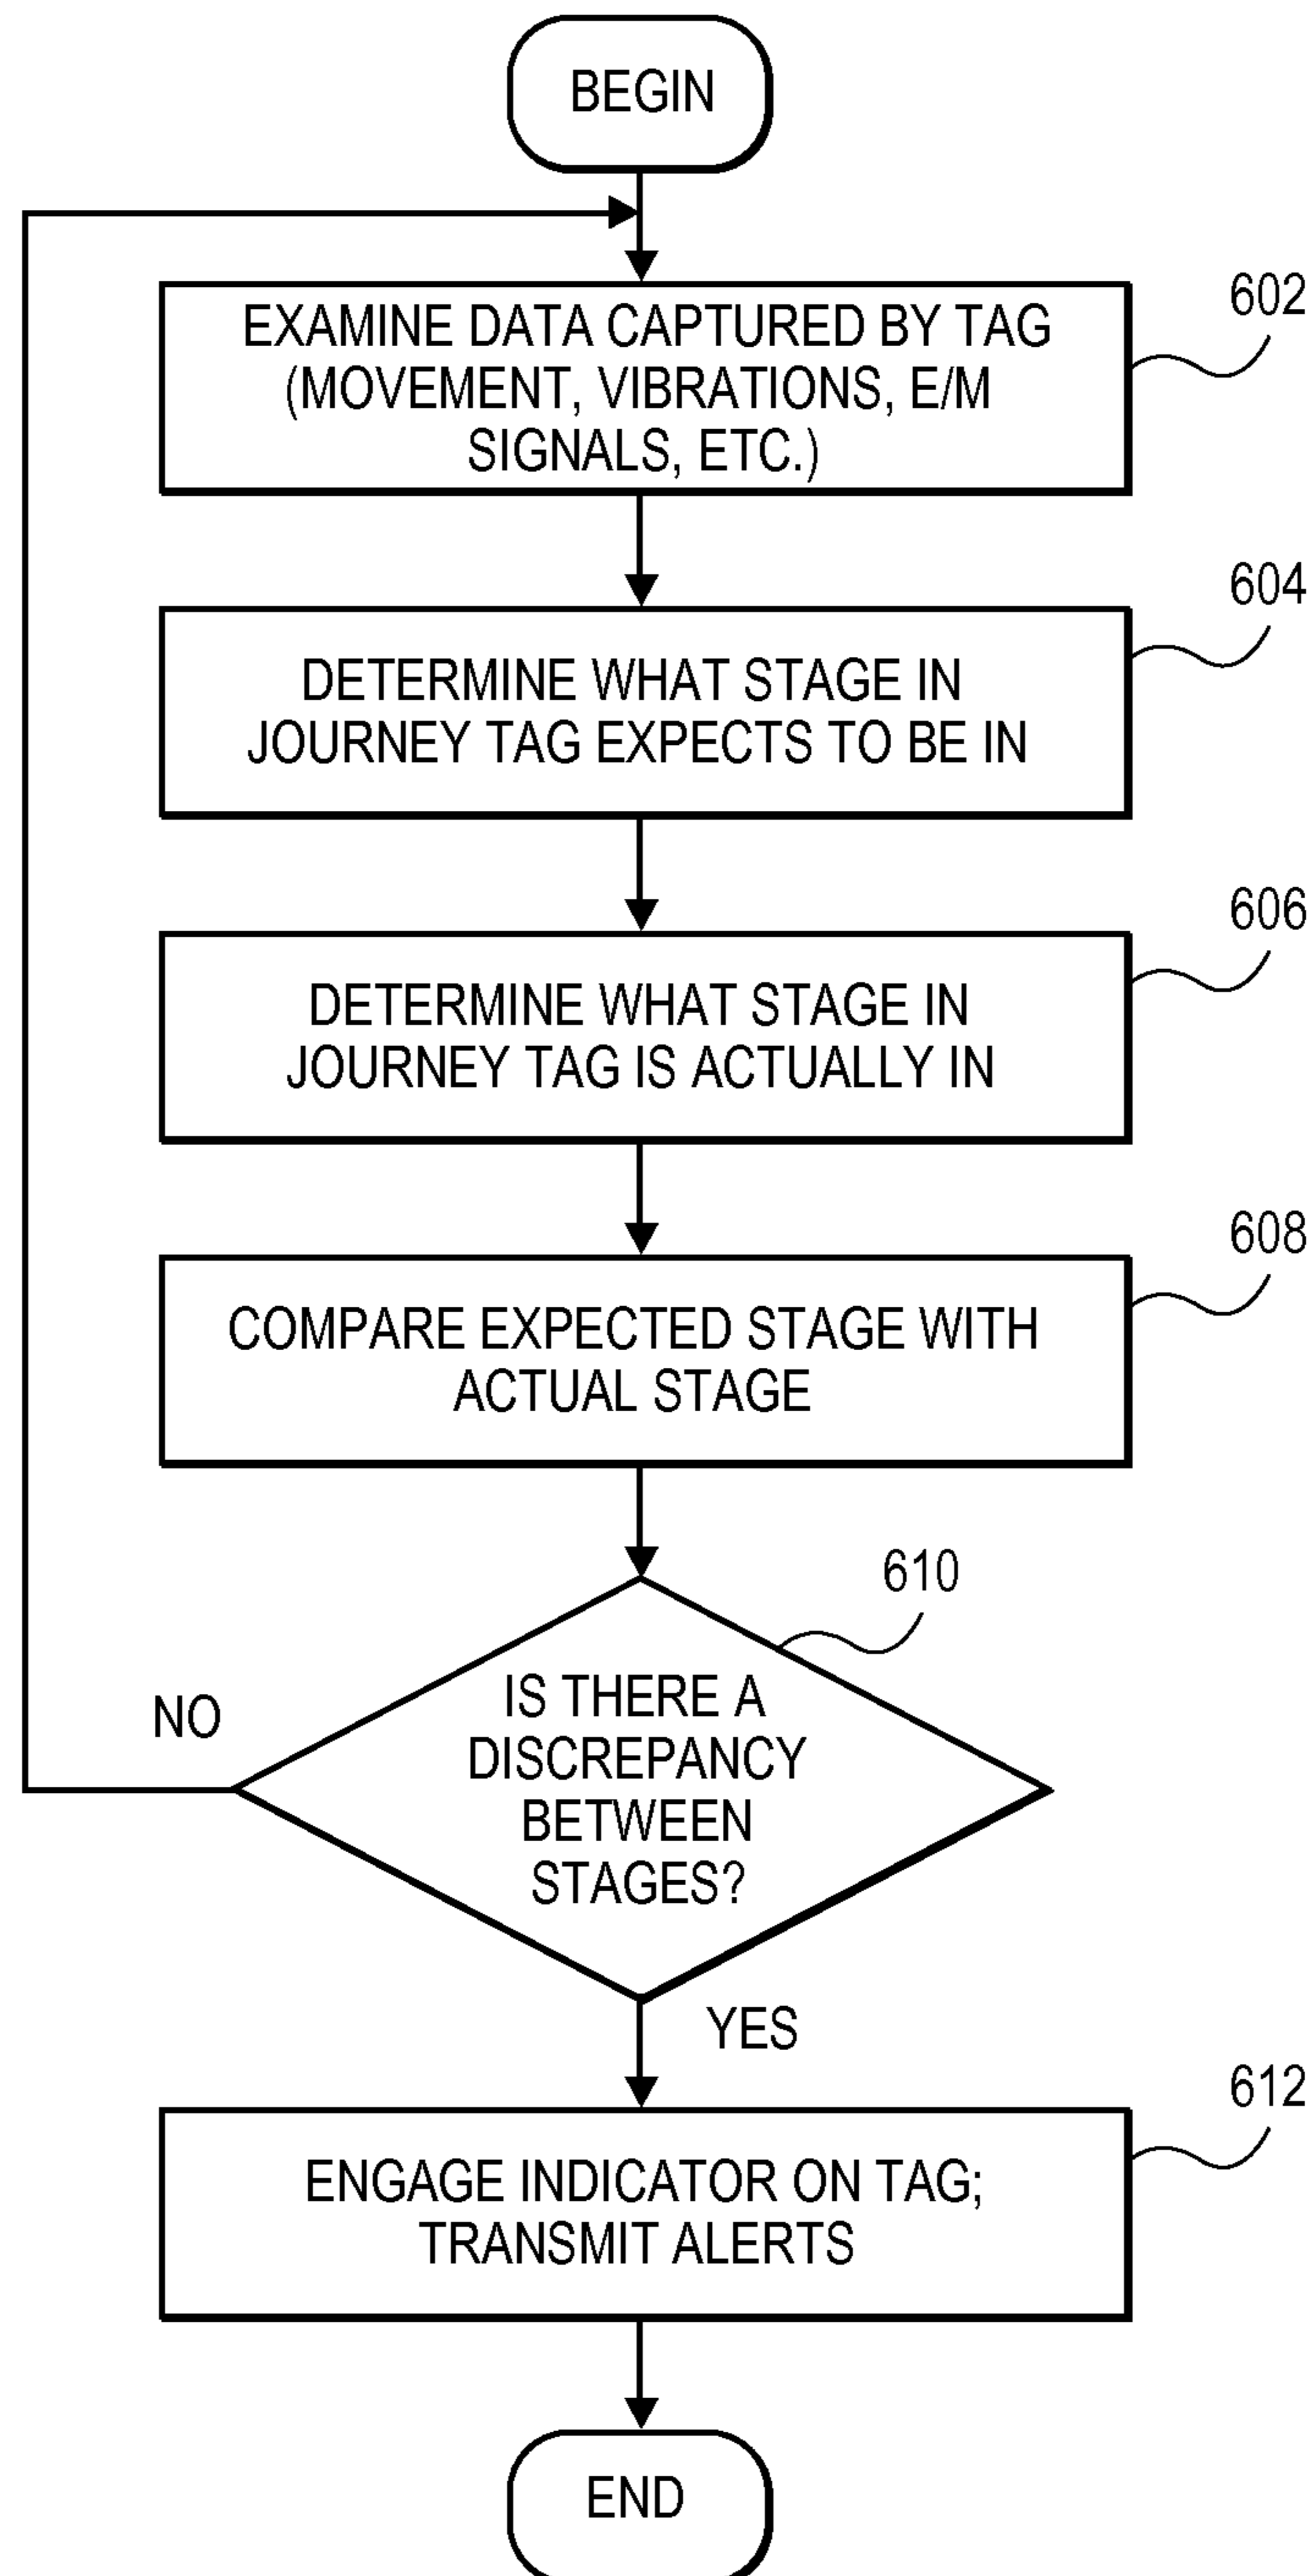 BEGIN
EXAMINE DATA CAPTURED BY TAG
(MOVEMENT, VIBRATIONS, E/M
SIGNALS, ETC.)
602
DETERMINE WHAT STAGE IN
JOURNEY TAG EXPECTS TO BE IN
604
DETERMINE WHAT STAGE IN
JOURNEY TAG IS ACTUALLY IN
606
COMPARE EXPECTED STAGE WITH
ACTUAL STAGE
608
IS THERE A
DISCREPANCY
BETWEEN
STAGES?
610
NO
YES
ENGAGE INDICATOR ON TAG;
TRANSMIT ALERTS
612
END